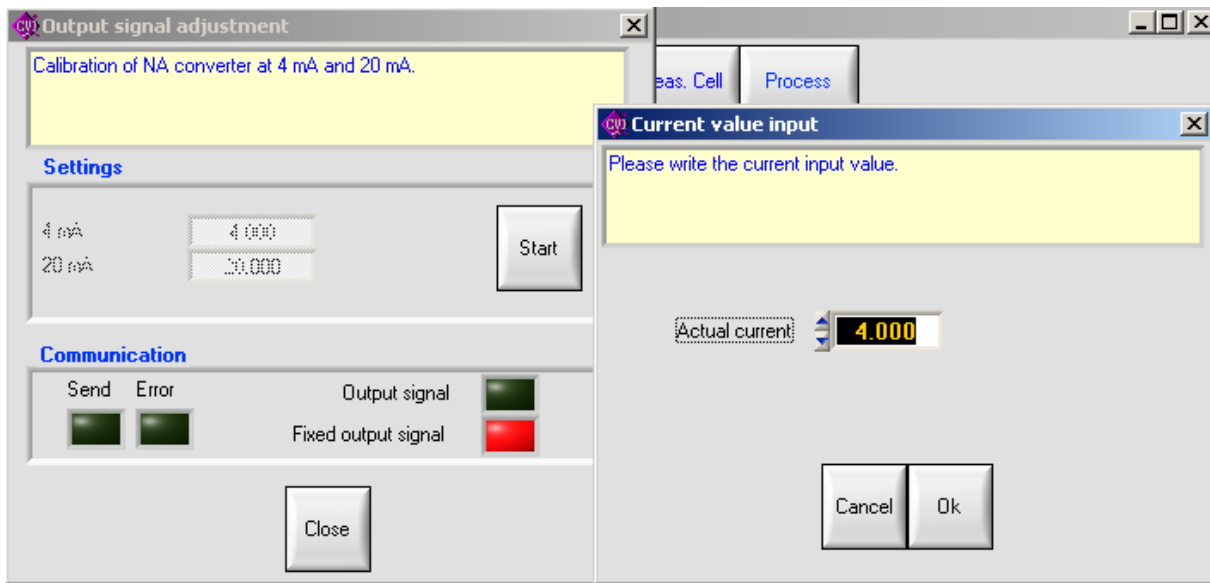 Output signal adjustment
Calibration of NA converter at 4 mA and 20 mA.
Settings
4 mA
4.000
20 mA
20.000
Start
Communication
Send
Error
Output signal
Fixed output signal
Close
eas. Cell
Process
Current value input
Please write the current input value.
Actual current
4.000
Cancel
Ok